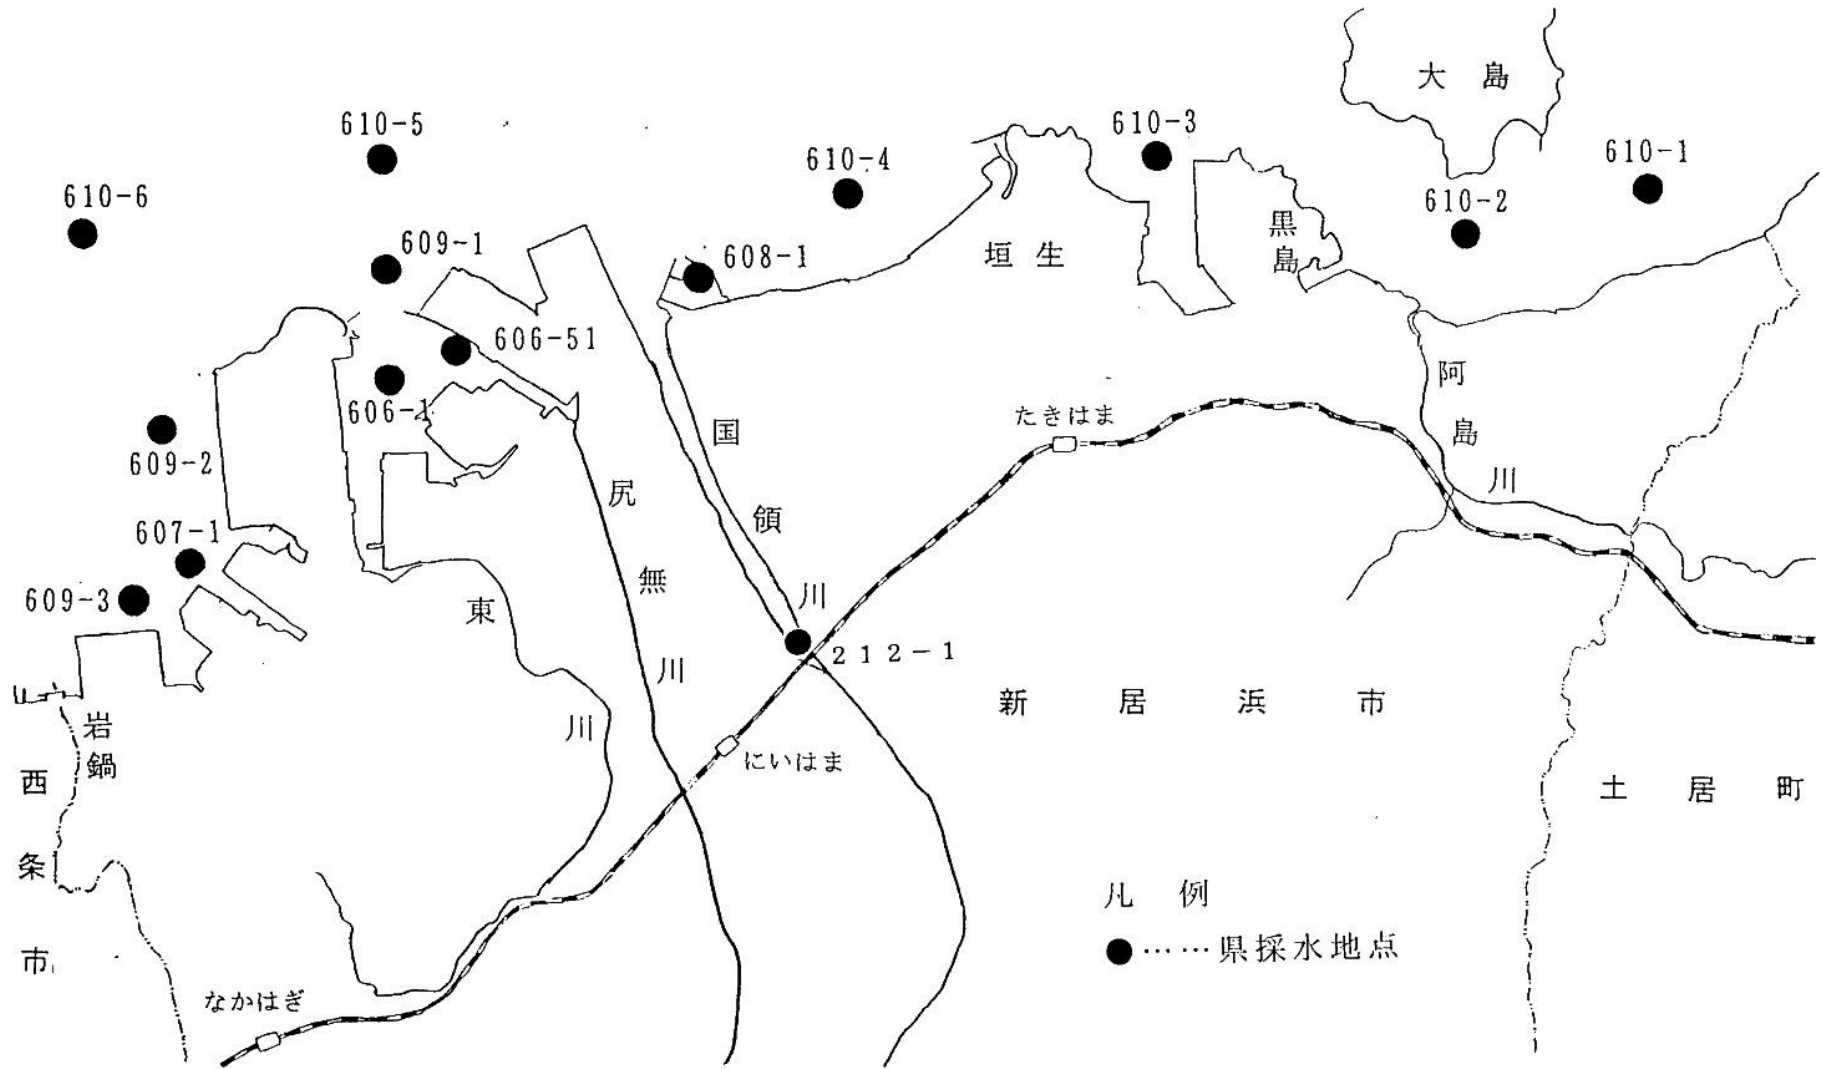 大島
610-5
610-3
610-4
610-1
610-6
610-2
609-1
608-1
垣生
黒島
606-51
606-1
阿島川
たきはま
国領川
609-2
尻無川
607-1
609-3
東川
212-1
新居浜市
岩鍋
にいはま
西条市
土居町
凡例
●……県採水地点
なかはぎ